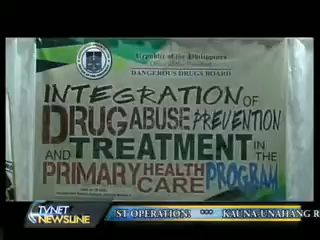 Republic of the Philippines
Office of the President
DANGEROUS DRUGS BOARD
INTEGRATION OF
DRUG ABUSE PREVENTION
AND TREATMENT IN THE
PRIMARY HEALTH CARE PROGRAM
TVNET
NEWSLINE
ST OPERATION!
KAUNA-UNAHANG R